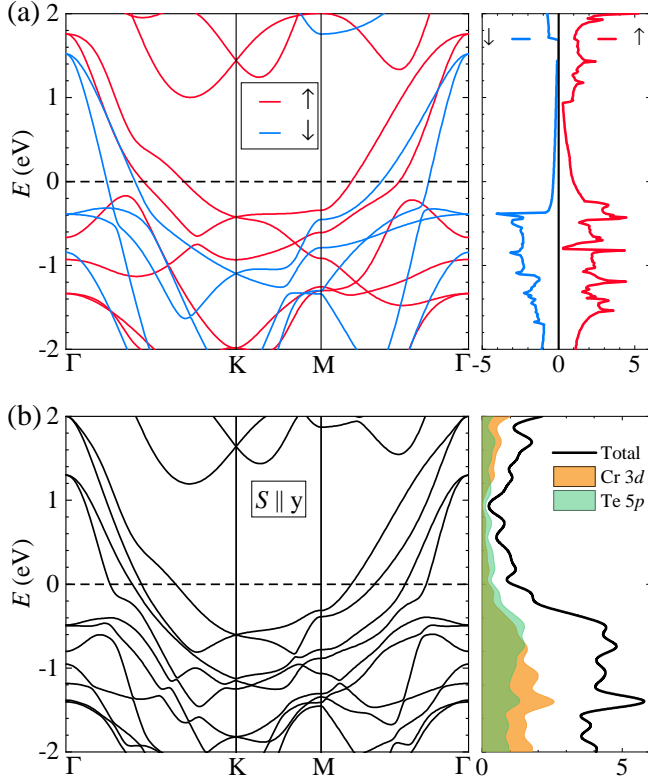 (a)
2
1
0
-1
-2
E (eV)
↑
↓
Γ K M Γ
↓ ↑
-5 0 5
(b)
2
1
0
-1
-2
E (eV)
S ∥ y
Γ K M Γ
Total
Cr 3d
Te 5p
0 5